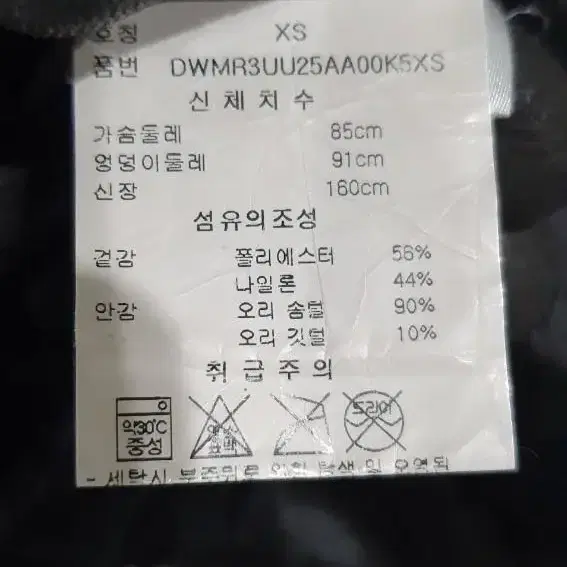 호칭 XS
품번 DWMR3UU25AA00K5XS
신체치수
가슴둘레 85cm
엉덩이둘레 91cm
신장 160cm
섬유의조성
겉감 폴리에스터 56%
나일론 44%
안감 오리 솜털 90%
오리 깃털 10%
취급주의
약30℃ 드라이
중성
- 세탁시